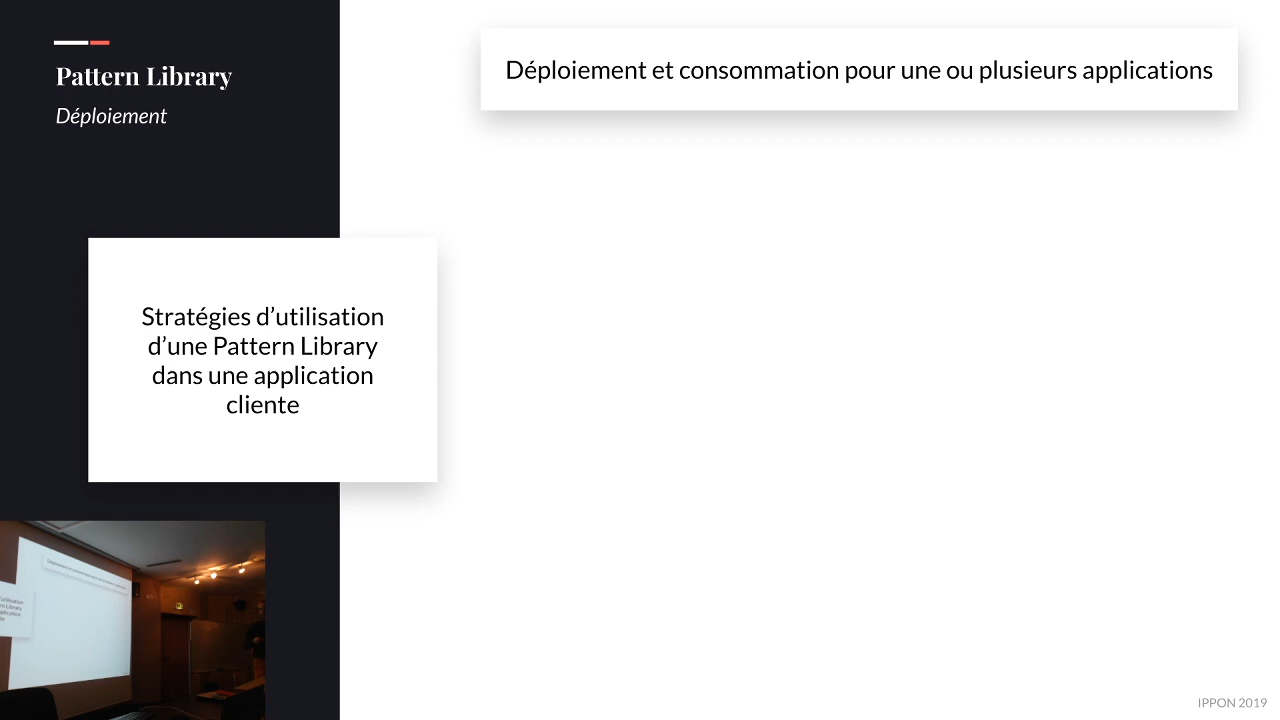 Pattern Library
Déploiement
Déploiement et consommation pour une ou plusieurs applications
Stratégies d’utilisation
d’une Pattern Library
dans une application
cliente
IPPON 2019